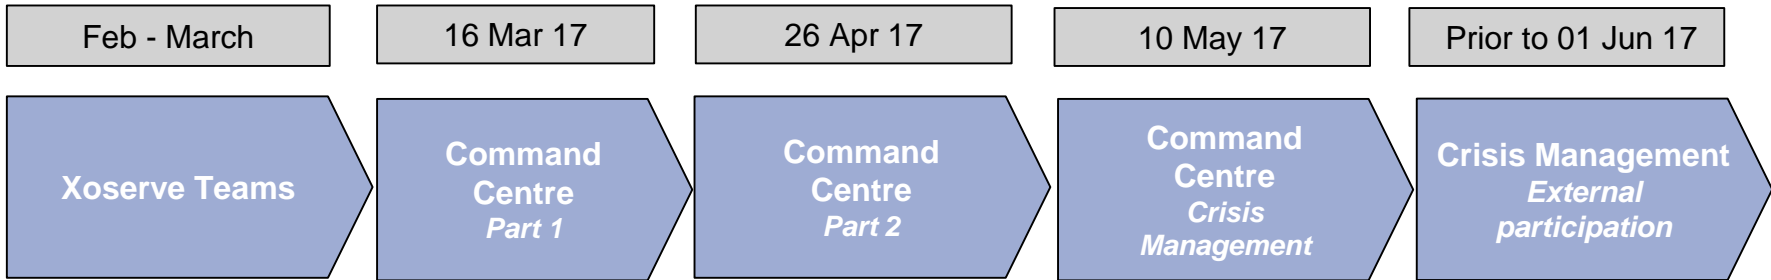 Feb - March
16 Mar 17
26 Apr 17
10 May 17
Prior to 01 Jun 17
Xoserve Teams
Command
Centre
Part 1
Command
Centre
Part 2
Command
Centre
Crisis
Management
Crisis Management
External
participation